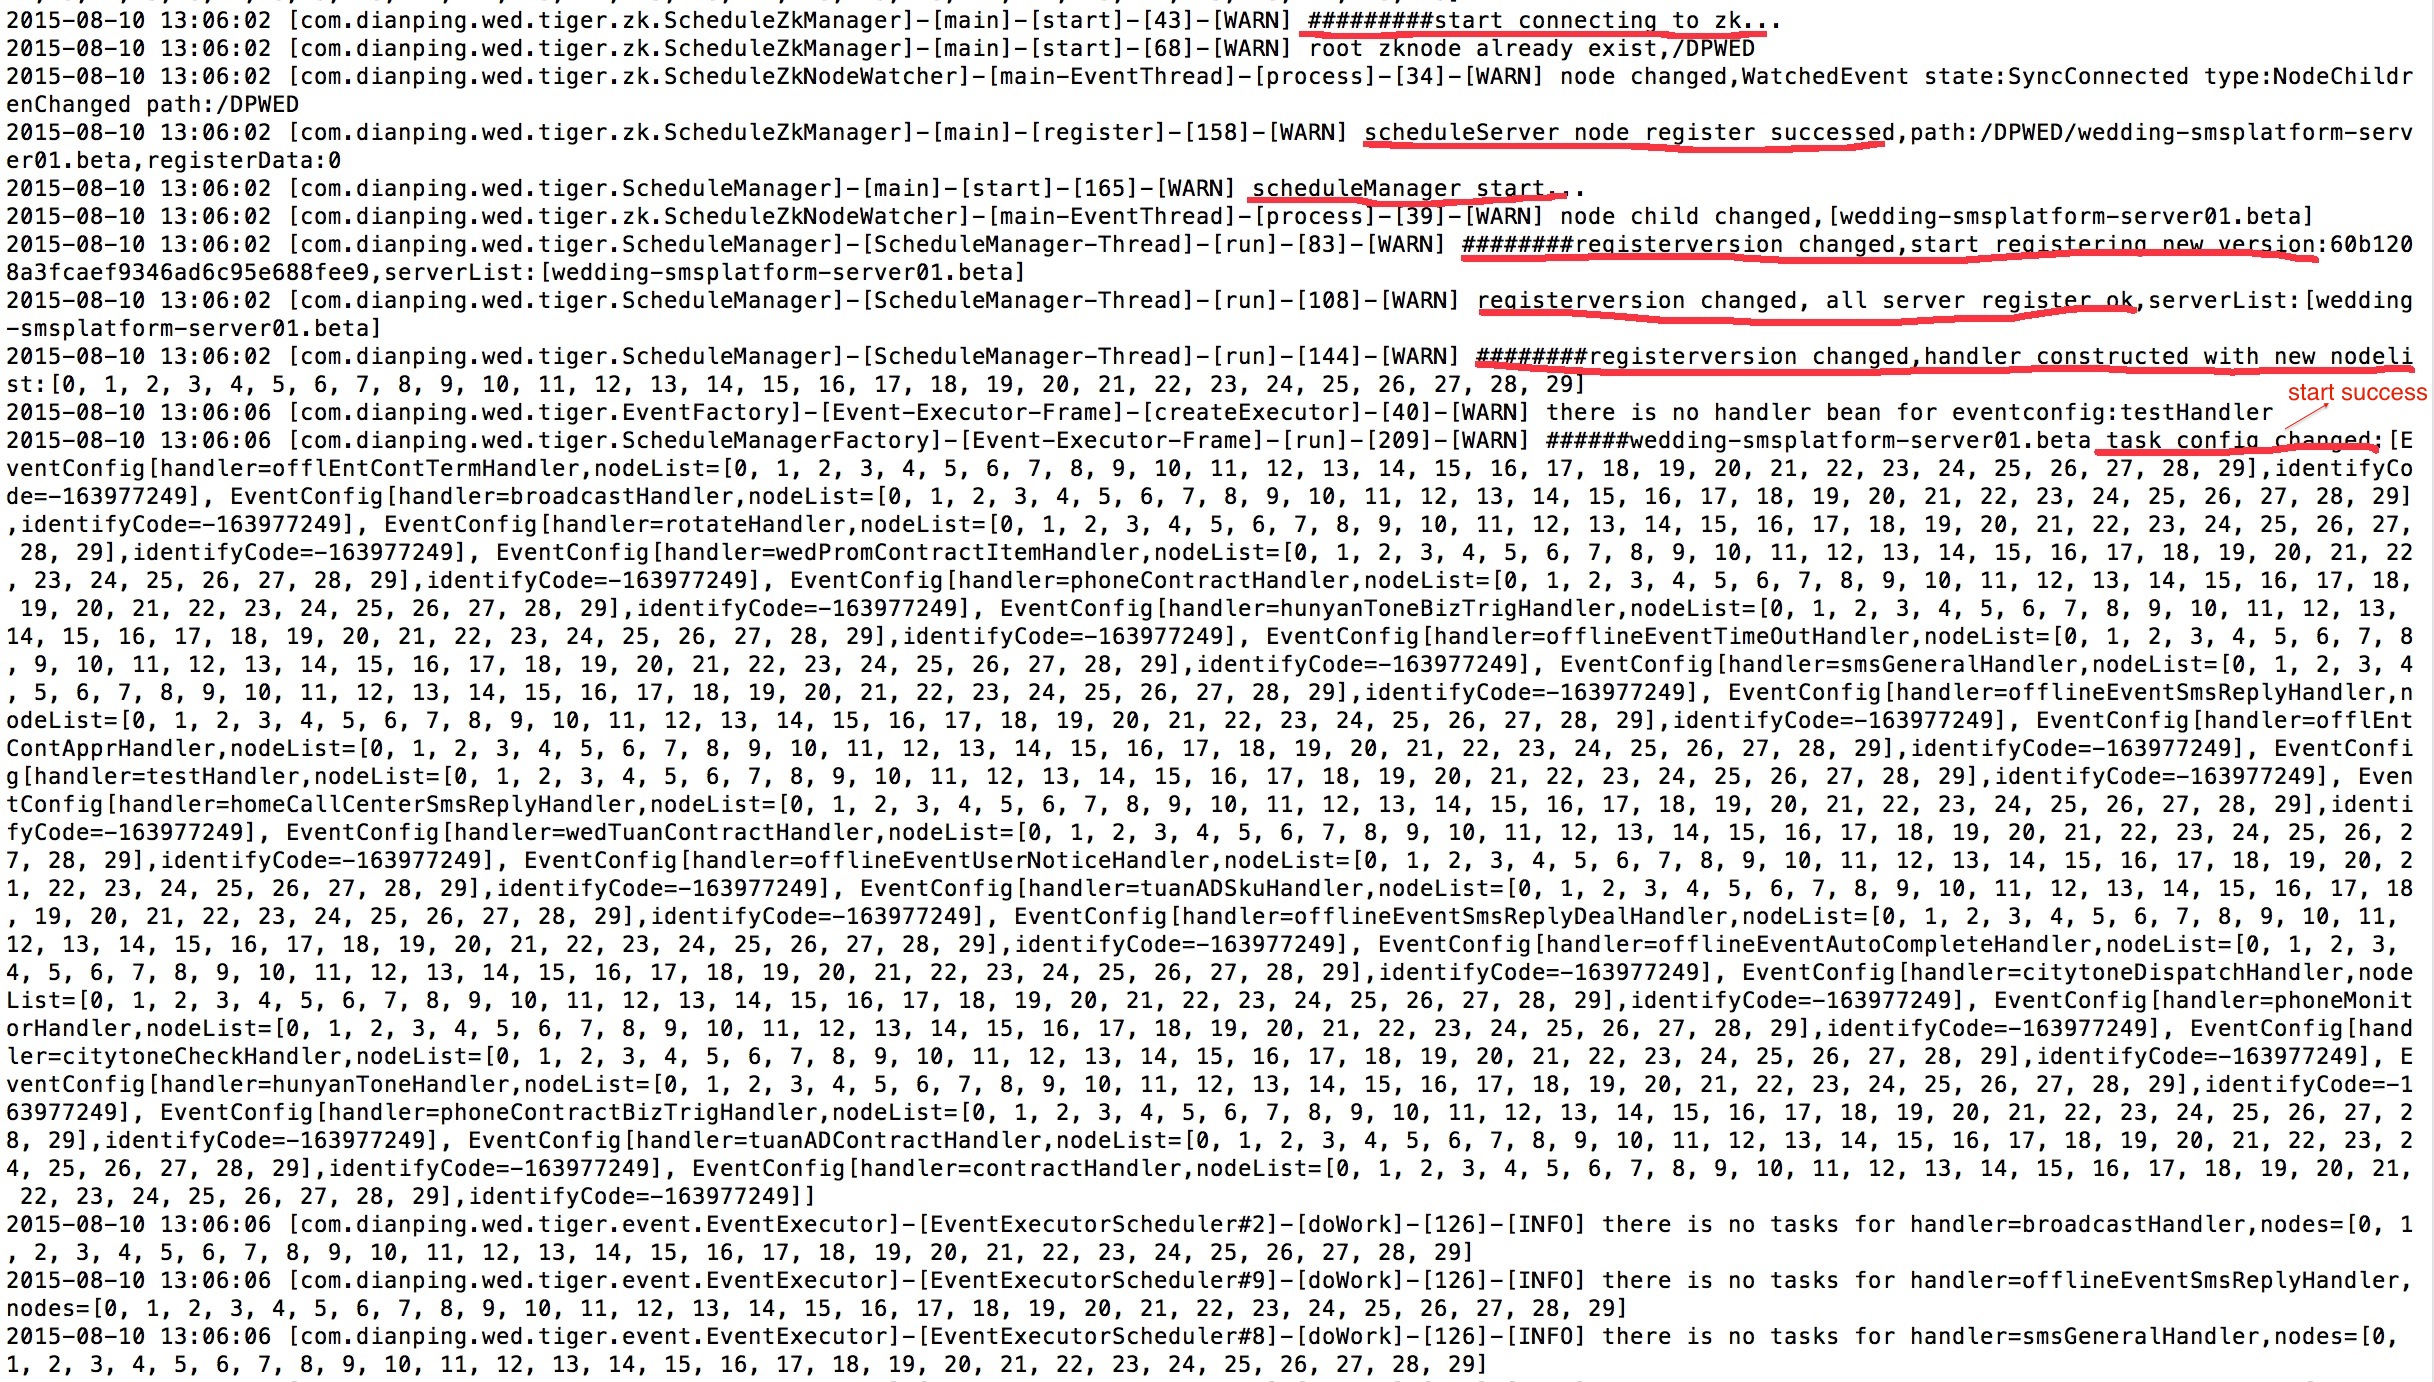 2015-08-10 13:06:02 [com.dianping.wed.tiger.zk.ScheduleZkManager]-[main]-[start]-[43]-[WARN] #########start connecting to zk...
2015-08-10 13:06:02 [com.dianping.wed.tiger.zk.ScheduleZkManager]-[main]-[start]-[68]-[WARN] root zknode already exist,/DPWED
2015-08-10 13:06:02 [com.dianping.wed.tiger.zk.ScheduleZkNodeWatcher]-[main-EventThread]-[process]-[34]-[WARN] node changed,WatchedEvent state:SyncConnected type:NodeChildr
enChanged path:/DPWED
2015-08-10 13:06:02 [com.dianping.wed.tiger.zk.ScheduleZkManager]-[main]-[register]-[158]-[WARN] scheduleServer node register successed,path:/DPWED/wedding-smsplatform-serv
er01.beta,registerData:0
2015-08-10 13:06:02 [com.dianping.wed.tiger.ScheduleManager]-[main]-[start]-[165]-[WARN] scheduleManager start...
2015-08-10 13:06:02 [com.dianping.wed.tiger.zk.ScheduleZkNodeWatcher]-[main-EventThread]-[process]-[39]-[WARN] node child changed,[wedding-smsplatform-server01.beta]
2015-08-10 13:06:02 [com.dianping.wed.tiger.ScheduleManager]-[ScheduleManager-Thread]-[run]-[83]-[WARN] ########registerversion changed,start registering new version:60b120
8a3fcaef9346ad6c95e688fee9,serverList:[wedding-smsplatform-server01.beta]
2015-08-10 13:06:02 [com.dianping.wed.tiger.ScheduleManager]-[ScheduleManager-Thread]-[run]-[108]-[WARN] registerversion changed, all server register ok,serverList:[wedding
-smsplatform-server01.beta]
2015-08-10 13:06:02 [com.dianping.wed.tiger.ScheduleManager]-[ScheduleManager-Thread]-[run]-[144]-[WARN] ########registerversion changed,handler constructed with new nodeli
st:[0, 1, 2, 3, 4, 5, 6, 7, 8, 9, 10, 11, 12, 13, 14, 15, 16, 17, 18, 19, 20, 21, 22, 23, 24, 25, 26, 27, 28, 29]
start success
2015-08-10 13:06:06 [com.dianping.wed.tiger.EventFactory]-[Event-Executor-Frame]-[createExecutor]-[40]-[WARN] there is no handler bean for eventconfig:testHandler
2015-08-10 13:06:06 [com.dianping.wed.tiger.ScheduleManagerFactory]-[Event-Executor-Frame]-[run]-[209]-[WARN] ######wedding-smsplatform-server01.beta task config changed:[E
ventConfig[handler=offlEntContTermHandler,nodeList=[0, 1, 2, 3, 4, 5, 6, 7, 8, 9, 10, 11, 12, 13, 14, 15, 16, 17, 18, 19, 20, 21, 22, 23, 24, 25, 26, 27, 28, 29],identifyCo
de=-163977249], EventConfig[handler=broadcastHandler,nodeList=[0, 1, 2, 3, 4, 5, 6, 7, 8, 9, 10, 11, 12, 13, 14, 15, 16, 17, 18, 19, 20, 21, 22, 23, 24, 25, 26, 27, 28, 29]
,identifyCode=-163977249], EventConfig[handler=rotateHandler,nodeList=[0, 1, 2, 3, 4, 5, 6, 7, 8, 9, 10, 11, 12, 13, 14, 15, 16, 17, 18, 19, 20, 21, 22, 23, 24, 25, 26, 27,
 28, 29],identifyCode=-163977249], EventConfig[handler=wedPromContractItemHandler,nodeList=[0, 1, 2, 3, 4, 5, 6, 7, 8, 9, 10, 11, 12, 13, 14, 15, 16, 17, 18, 19, 20, 21, 22
, 23, 24, 25, 26, 27, 28, 29],identifyCode=-163977249], EventConfig[handler=phoneContractHandler,nodeList=[0, 1, 2, 3, 4, 5, 6, 7, 8, 9, 10, 11, 12, 13, 14, 15, 16, 17, 18,
 19, 20, 21, 22, 23, 24, 25, 26, 27, 28, 29],identifyCode=-163977249], EventConfig[handler=hunyanToneBizTrigHandler,nodeList=[0, 1, 2, 3, 4, 5, 6, 7, 8, 9, 10, 11, 12, 13,
14, 15, 16, 17, 18, 19, 20, 21, 22, 23, 24, 25, 26, 27, 28, 29],identifyCode=-163977249], EventConfig[handler=offlineEventTimeOutHandler,nodeList=[0, 1, 2, 3, 4, 5, 6, 7, 8
, 9, 10, 11, 12, 13, 14, 15, 16, 17, 18, 19, 20, 21, 22, 23, 24, 25, 26, 27, 28, 29],identifyCode=-163977249], EventConfig[handler=smsGeneralHandler,nodeList=[0, 1, 2, 3, 4
, 5, 6, 7, 8, 9, 10, 11, 12, 13, 14, 15, 16, 17, 18, 19, 20, 21, 22, 23, 24, 25, 26, 27, 28, 29],identifyCode=-163977249], EventConfig[handler=offlineEventSmsReplyHandler,n
odeList=[0, 1, 2, 3, 4, 5, 6, 7, 8, 9, 10, 11, 12, 13, 14, 15, 16, 17, 18, 19, 20, 21, 22, 23, 24, 25, 26, 27, 28, 29],identifyCode=-163977249], EventConfig[handler=offlEnt
ContApprHandler,nodeList=[0, 1, 2, 3, 4, 5, 6, 7, 8, 9, 10, 11, 12, 13, 14, 15, 16, 17, 18, 19, 20, 21, 22, 23, 24, 25, 26, 27, 28, 29],identifyCode=-163977249], EventConfi
g[handler=testHandler,nodeList=[0, 1, 2, 3, 4, 5, 6, 7, 8, 9, 10, 11, 12, 13, 14, 15, 16, 17, 18, 19, 20, 21, 22, 23, 24, 25, 26, 27, 28, 29],identifyCode=-163977249], Even
tConfig[handler=homeCallCenterSmsReplyHandler,nodeList=[0, 1, 2, 3, 4, 5, 6, 7, 8, 9, 10, 11, 12, 13, 14, 15, 16, 17, 18, 19, 20, 21, 22, 23, 24, 25, 26, 27, 28, 29],identi
fyCode=-163977249], EventConfig[handler=wedTuanContractHandler,nodeList=[0, 1, 2, 3, 4, 5, 6, 7, 8, 9, 10, 11, 12, 13, 14, 15, 16, 17, 18, 19, 20, 21, 22, 23, 24, 25, 26, 2
7, 28, 29],identifyCode=-163977249], EventConfig[handler=offlineEventUserNoticeHandler,nodeList=[0, 1, 2, 3, 4, 5, 6, 7, 8, 9, 10, 11, 12, 13, 14, 15, 16, 17, 18, 19, 20, 2
1, 22, 23, 24, 25, 26, 27, 28, 29],identifyCode=-163977249], EventConfig[handler=tuanADSkuHandler,nodeList=[0, 1, 2, 3, 4, 5, 6, 7, 8, 9, 10, 11, 12, 13, 14, 15, 16, 17, 18
, 19, 20, 21, 22, 23, 24, 25, 26, 27, 28, 29],identifyCode=-163977249], EventConfig[handler=offlineEventSmsReplyDealHandler,nodeList=[0, 1, 2, 3, 4, 5, 6, 7, 8, 9, 10, 11,
12, 13, 14, 15, 16, 17, 18, 19, 20, 21, 22, 23, 24, 25, 26, 27, 28, 29],identifyCode=-163977249], EventConfig[handler=offlineEventAutoCompleteHandler,nodeList=[0, 1, 2, 3,
4, 5, 6, 7, 8, 9, 10, 11, 12, 13, 14, 15, 16, 17, 18, 19, 20, 21, 22, 23, 24, 25, 26, 27, 28, 29],identifyCode=-163977249], EventConfig[handler=citytoneDispatchHandler,node
List=[0, 1, 2, 3, 4, 5, 6, 7, 8, 9, 10, 11, 12, 13, 14, 15, 16, 17, 18, 19, 20, 21, 22, 23, 24, 25, 26, 27, 28, 29],identifyCode=-163977249], EventConfig[handler=phoneMonit
orHandler,nodeList=[0, 1, 2, 3, 4, 5, 6, 7, 8, 9, 10, 11, 12, 13, 14, 15, 16, 17, 18, 19, 20, 21, 22, 23, 24, 25, 26, 27, 28, 29],identifyCode=-163977249], EventConfig[hand
ler=citytoneCheckHandler,nodeList=[0, 1, 2, 3, 4, 5, 6, 7, 8, 9, 10, 11, 12, 13, 14, 15, 16, 17, 18, 19, 20, 21, 22, 23, 24, 25, 26, 27, 28, 29],identifyCode=-163977249], E
ventConfig[handler=hunyanToneHandler,nodeList=[0, 1, 2, 3, 4, 5, 6, 7, 8, 9, 10, 11, 12, 13, 14, 15, 16, 17, 18, 19, 20, 21, 22, 23, 24, 25, 26, 27, 28, 29],identifyCode=-1
63977249], EventConfig[handler=phoneContractBizTrigHandler,nodeList=[0, 1, 2, 3, 4, 5, 6, 7, 8, 9, 10, 11, 12, 13, 14, 15, 16, 17, 18, 19, 20, 21, 22, 23, 24, 25, 26, 27, 2
8, 29],identifyCode=-163977249], EventConfig[handler=tuanADContractHandler,nodeList=[0, 1, 2, 3, 4, 5, 6, 7, 8, 9, 10, 11, 12, 13, 14, 15, 16, 17, 18, 19, 20, 21, 22, 23, 2
4, 25, 26, 27, 28, 29],identifyCode=-163977249], EventConfig[handler=contractHandler,nodeList=[0, 1, 2, 3, 4, 5, 6, 7, 8, 9, 10, 11, 12, 13, 14, 15, 16, 17, 18, 19, 20, 21,
 22, 23, 24, 25, 26, 27, 28, 29],identifyCode=-163977249]]
2015-08-10 13:06:06 [com.dianping.wed.tiger.event.EventExecutor]-[EventExecutorScheduler#2]-[doWork]-[126]-[INFO] there is no tasks for handler=broadcastHandler,nodes=[0, 1
, 2, 3, 4, 5, 6, 7, 8, 9, 10, 11, 12, 13, 14, 15, 16, 17, 18, 19, 20, 21, 22, 23, 24, 25, 26, 27, 28, 29]
2015-08-10 13:06:06 [com.dianping.wed.tiger.event.EventExecutor]-[EventExecutorScheduler#9]-[doWork]-[126]-[INFO] there is no tasks for handler=offlineEventSmsReplyHandler,
nodes=[0, 1, 2, 3, 4, 5, 6, 7, 8, 9, 10, 11, 12, 13, 14, 15, 16, 17, 18, 19, 20, 21, 22, 23, 24, 25, 26, 27, 28, 29]
2015-08-10 13:06:06 [com.dianping.wed.tiger.event.EventExecutor]-[EventExecutorScheduler#8]-[doWork]-[126]-[INFO] there is no tasks for handler=smsGeneralHandler,nodes=[0,
1, 2, 3, 4, 5, 6, 7, 8, 9, 10, 11, 12, 13, 14, 15, 16, 17, 18, 19, 20, 21, 22, 23, 24, 25, 26, 27, 28, 29]